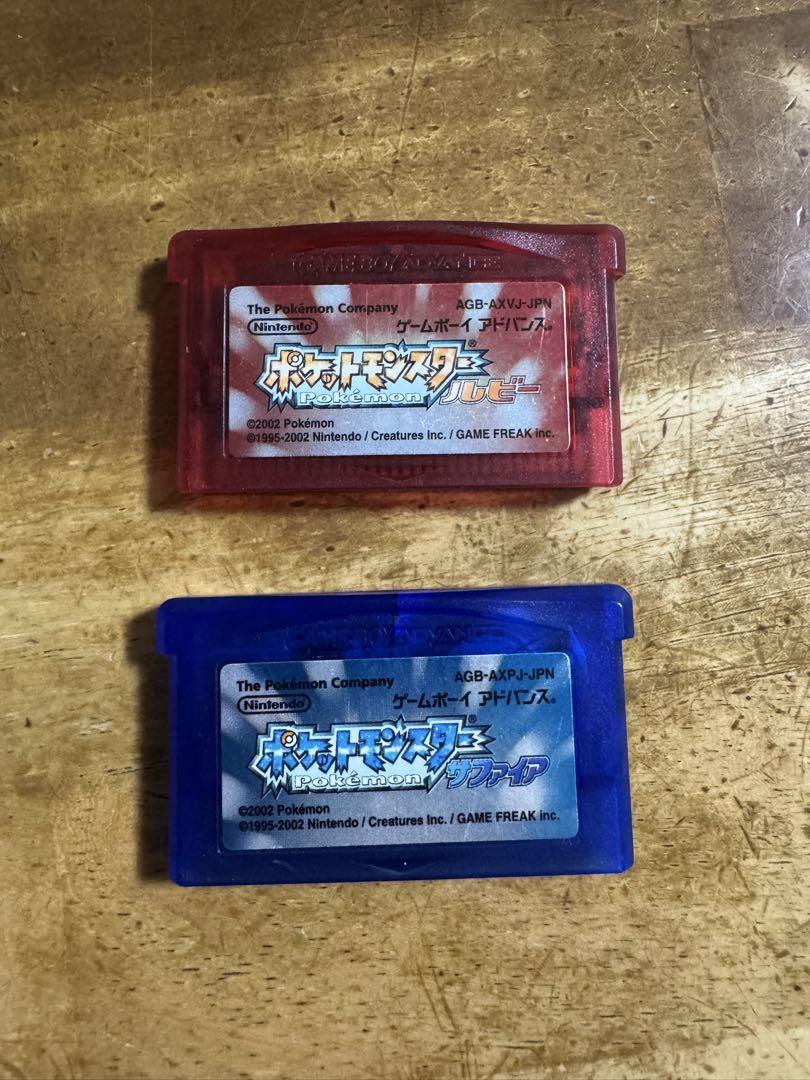 GAME BOY ADVANCE
The Pokémon Company AGB-AXVJ-JPN
Nintendo ゲームボーイ アドバンス®
ポケットモンスター®
Pokémon ルビー
©2002 Pokémon
©1995-2002 Nintendo / Creatures Inc. / GAME FREAK inc.
GAME BOY ADVANCE
The Pokémon Company AGB-AXPJ-JPN
Nintendo ゲームボーイ アドバンス®
ポケットモンスター®
Pokémon サファイア
©2002 Pokémon
©1995-2002 Nintendo / Creatures Inc. / GAME FREAK inc.